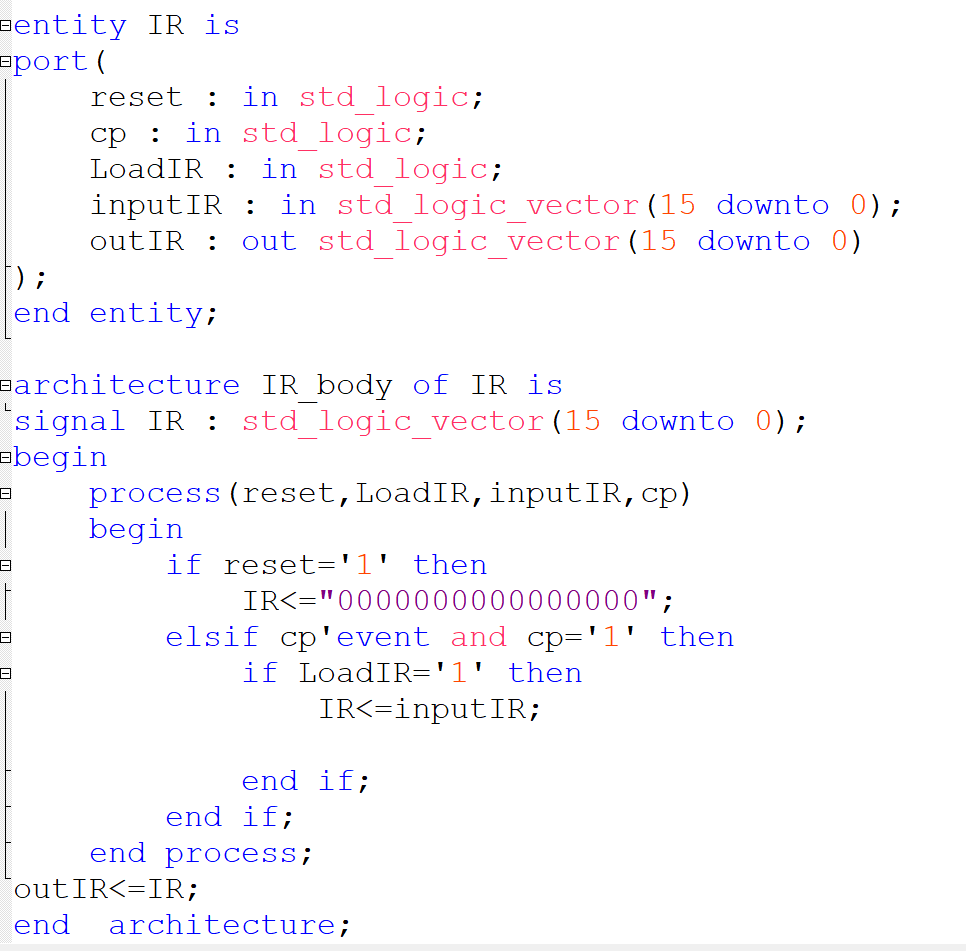 entity IR is
port(
    reset : in std_logic;
    cp : in std_logic;
    LoadIR : in std_logic;
    inputIR : in std_logic_vector(15 downto 0);
    outIR : out std_logic_vector(15 downto 0)
);
end entity;

architecture IR_body of IR is
signal IR : std_logic_vector(15 downto 0);
begin
    process(reset,LoadIR,inputIR,cp)
    begin
        if reset='1' then
            IR<="0000000000000000";
        elsif cp'event and cp='1' then
            if LoadIR='1' then
                IR<=inputIR;

            end if;
        end if;
    end process;
outIR<=IR;
end  architecture;